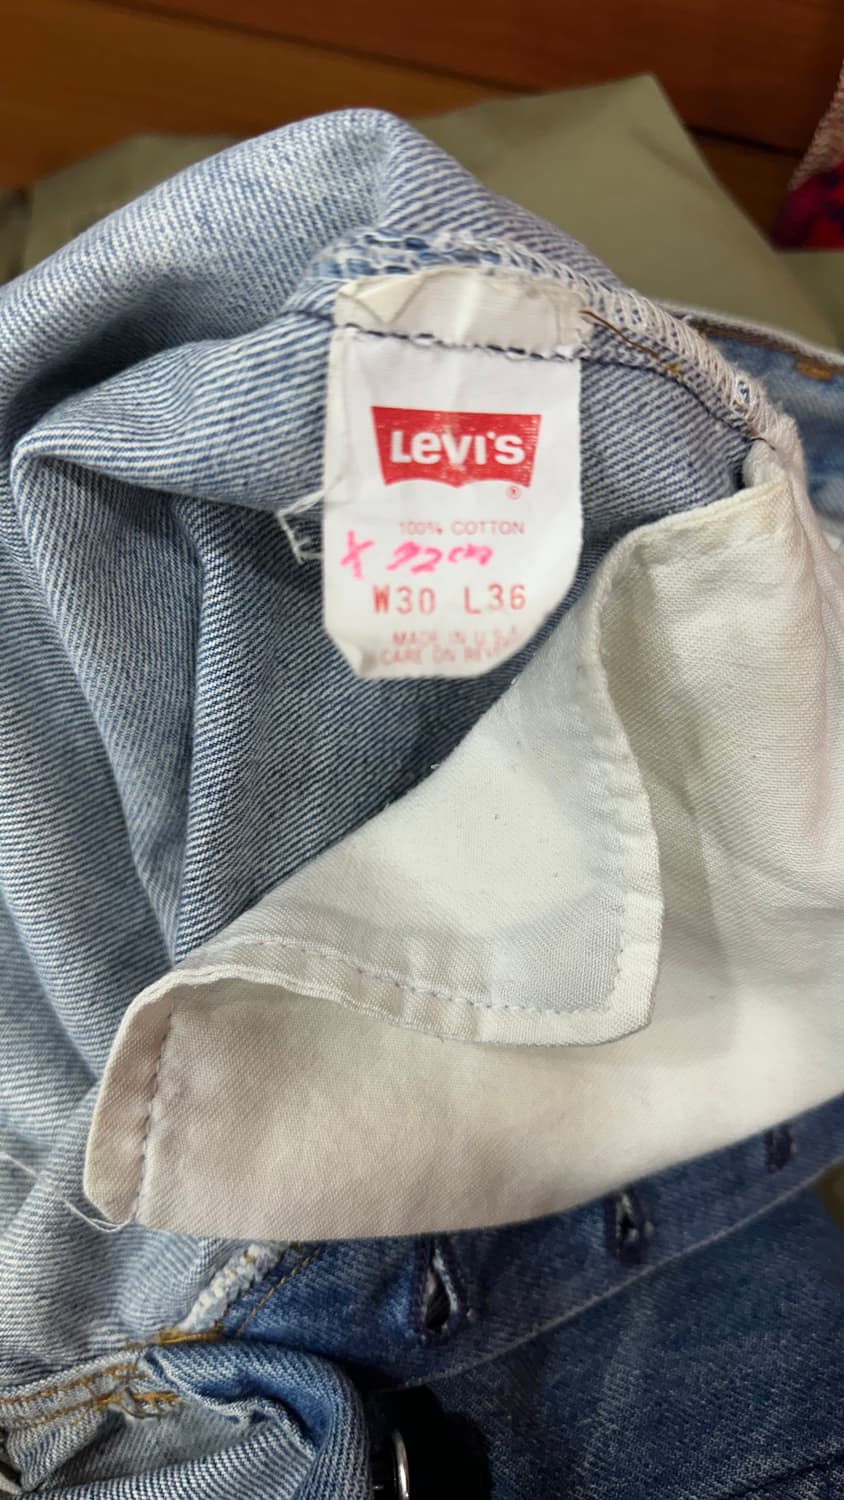 LEVI'S
®
100% COTTON
W30 L36
MADE IN U.S.A
CARE ON REVERSE